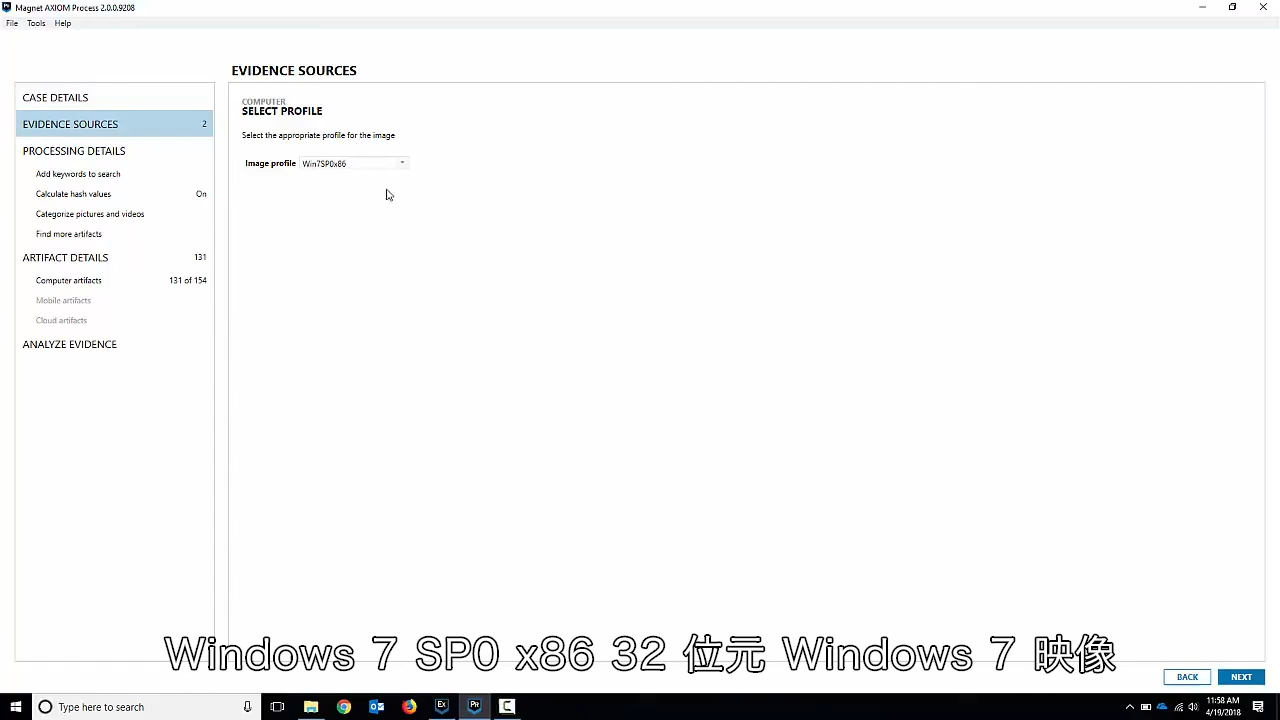 Magnet AXIOM Process 2.0.0.9208
File Tools Help
EVIDENCE SOURCES
CASE DETAILS
EVIDENCE SOURCES 2
PROCESSING DETAILS
Add keywords to search
Calculate hash values On
Categorize pictures and videos
Find more artifacts
ARTIFACT DETAILS 131
Computer artifacts 131 of 154
Mobile artifacts
Cloud artifacts
ANALYZE EVIDENCE
COMPUTER
SELECT PROFILE
Select the appropriate profile for the image
Image profile Win7SP0x86
Windows 7 SP0 x86 32 位元 Windows 7 映像
BACK NEXT
Type here to search
11:58 AM
4/19/2018